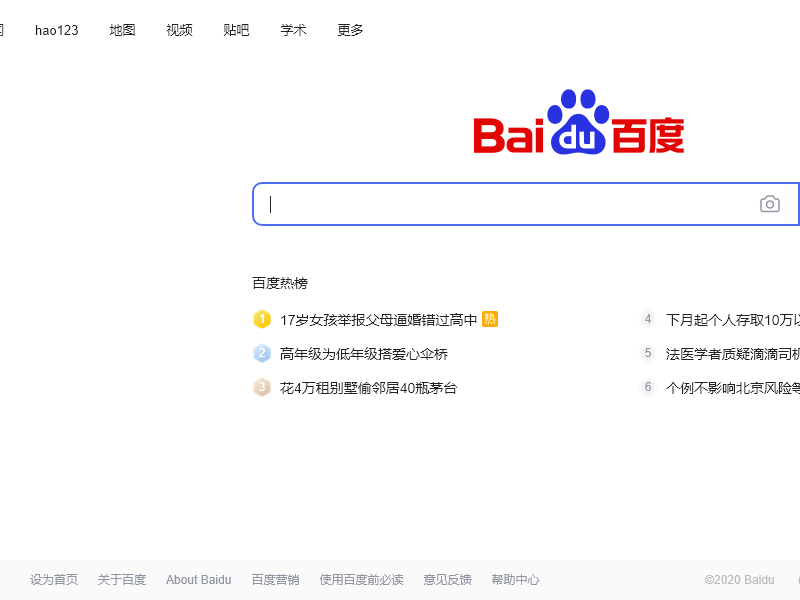 hao123 地图 视频 贴吧 学术 更多
Bai du 百度
百度热榜
1 17岁女孩举报父母逼婚错过高中 热
2 高年级为低年级搭爱心伞桥
3 花4万租别墅偷邻居40瓶茅台
4 下月起个人存取10万以
5 法医学者质疑滴滴司机
6 个例不影响北京风险等
设为首页 关于百度 About Baidu 百度营销 使用百度前必读 意见反馈 帮助中心 ©2020 Baidu